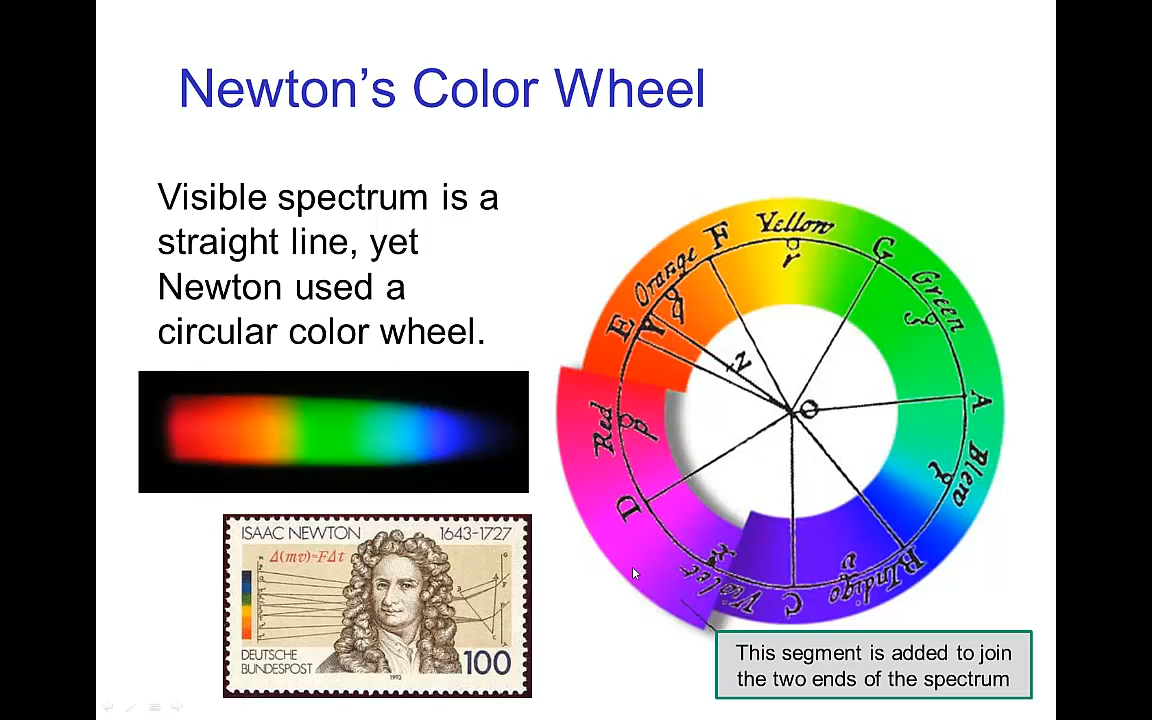 Newton's Color Wheel
Visible spectrum is a
straight line, yet
Newton used a
circular color wheel.
ISAAC NEWTON 1643-1727
Δ(mv)=FΔt
DEUTSCHE
BUNDESPOST
1993
100
Yellow
F
G
r
Orange
Green
q
E
Y
N
O
A
Red
p
Blew
D
Violet
x
C
Indigo
v
B
This segment is added to join
the two ends of the spectrum